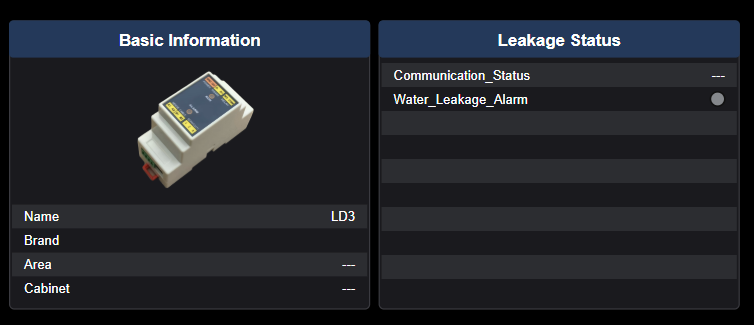 Basic Information
Name LD3
Brand
Area ---
Cabinet ---
Leakage Status
Communication_Status ---
Water_Leakage_Alarm